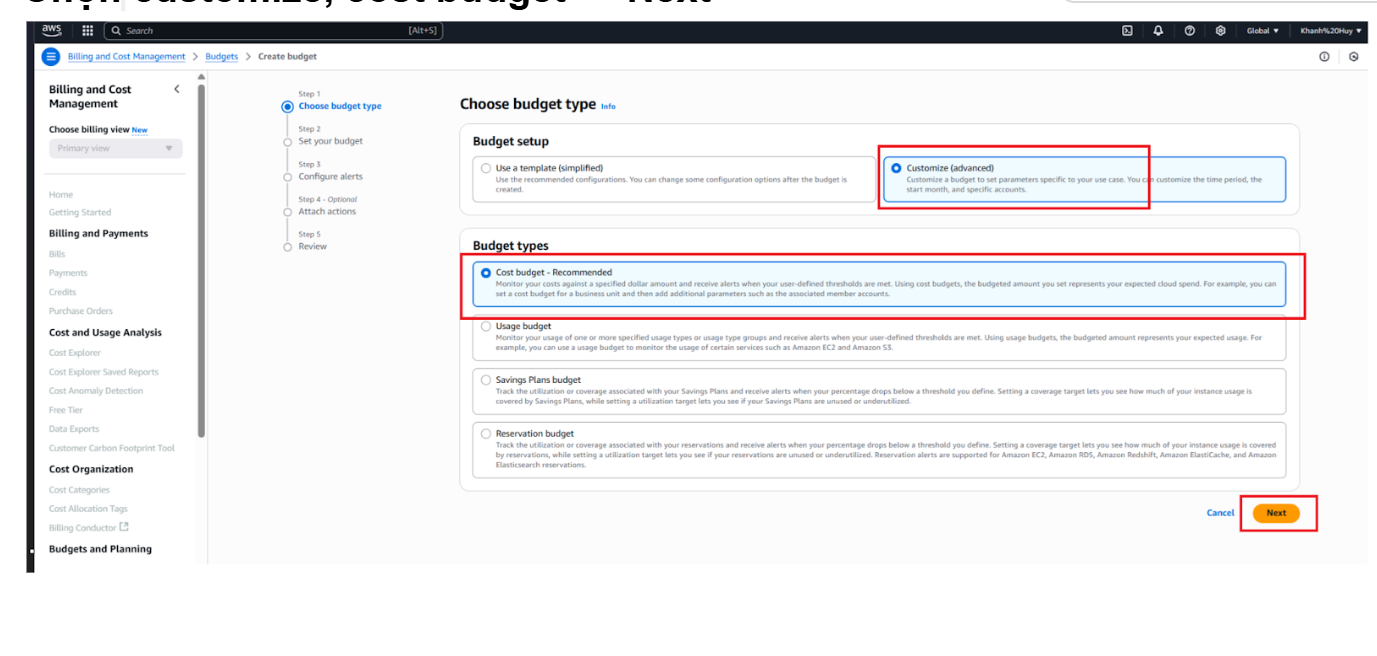 Chọn customize, cost budget Next
aws Search [Alt+S] Global Khanh%20Huy
Billing and Cost Management > Budgets > Create budget
Billing and Cost
Management
Choose billing view New
Primary view
Home
Getting Started
Billing and Payments
Bills
Payments
Credits
Purchase Orders
Cost and Usage Analysis
Cost Explorer
Cost Explorer Saved Reports
Cost Anomaly Detection
Free Tier
Data Exports
Customer Carbon Footprint Tool
Cost Organization
Cost Categories
Cost Allocation Tags
Billing Conductor
Budgets and Planning
Step 1
Choose budget type
Step 2
Set your budget
Step 3
Configure alerts
Step 4 - Optional
Attach actions
Step 5
Review
Choose budget type Info
Budget setup
Use a template (simplified)
Use the recommended configurations. You can change some configuration options after the budget is
created.
Customize (advanced)
Customize a budget to set parameters specific to your use case. You can customize the time period, the
start month, and specific accounts.
Budget types
Cost budget - Recommended
Monitor your costs against a specified dollar amount and receive alerts when your user-defined thresholds are met. Using cost budgets, the budgeted amount you set represents your expected cloud spend. For example, you can
set a cost budget for a business unit and then add additional parameters such as the associated member accounts.
Usage budget
Monitor your usage of one or more specified usage types or usage type groups and receive alerts when your user-defined thresholds are met. Using usage budgets, the budgeted amount represents your expected usage. For
example, you can use a usage budget to monitor the usage of certain services such as Amazon EC2 and Amazon S3.
Savings Plans budget
Track the utilization or coverage associated with your Savings Plans and receive alerts when your percentage drops below a threshold you define. Setting a coverage target lets you see how much of your instance usage is
covered by Savings Plans, while setting a utilization target lets you see if your Savings Plans are unused or underutilized.
Reservation budget
Track the utilization or coverage associated with your reservations and receive alerts when your percentage drops below a threshold you define. Setting a coverage target lets you see how much of your instance usage is covered
by reservations, while setting a utilization target lets you see if your reservations are unused or underutilized. Reservation alerts are supported for Amazon EC2, Amazon RDS, Amazon Redshift, Amazon ElastiCache, and Amazon
Elasticsearch reservations.
Cancel Next